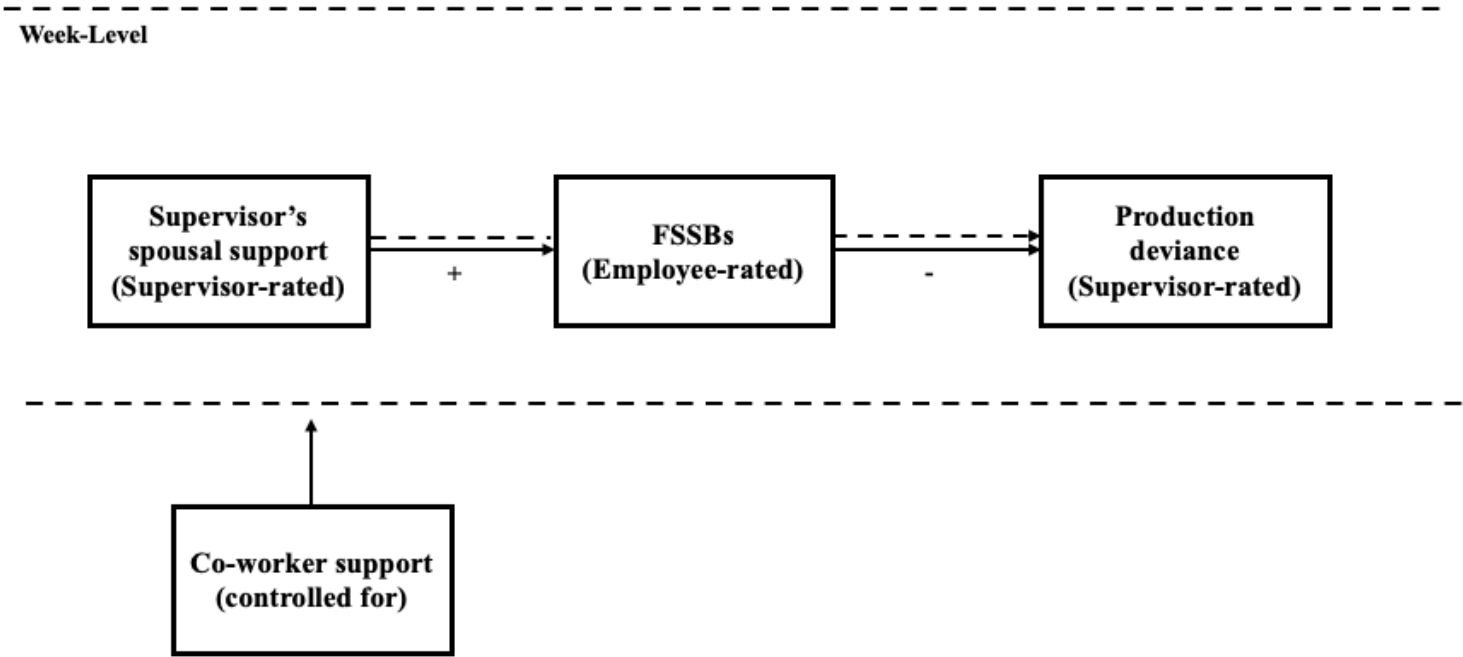 Week-Level
Supervisor's
spousal support
(Supervisor-rated)
+
FSSBs
(Employee-rated)
-
Production
deviance
(Supervisor-rated)
Co-worker support
(controlled for)